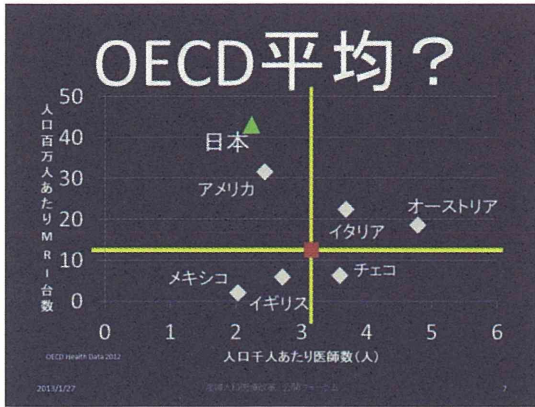 OECD平均？
人口百万人あたりMRI台数
50
40
30
20
10
0
日本
アメリカ
オーストリア
イタリア
メキシコ
イギリス
チェコ
0 1 2 3 4 5 6
人口千人あたり医師数(人)
OECD Health Data 2012
2013/1/27
7